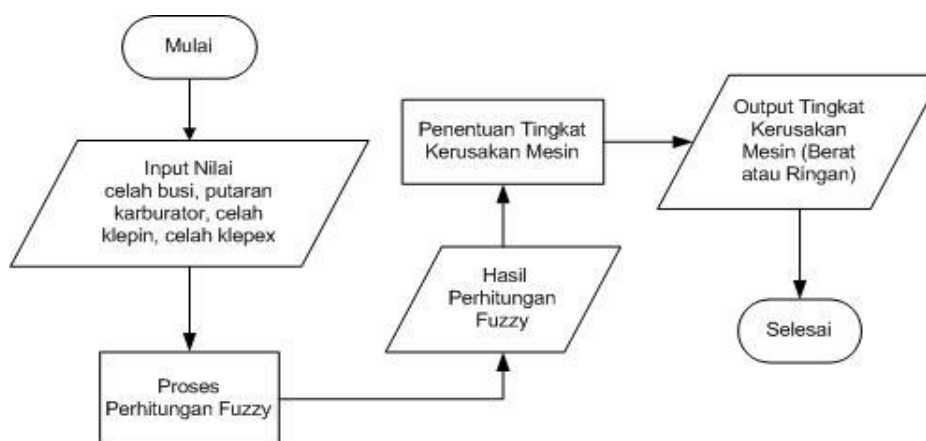 Mulai
Input Nilai
celah busi, putaran
karburator, celah
klepin, celah klepex
Proses
Perhitungan Fuzzy
Hasil
Perhitungan
Fuzzy
Penentuan Tingkat
Kerusakan Mesin
Output Tingkat
Kerusakan
Mesin (Berat
atau Ringan)
Selesai